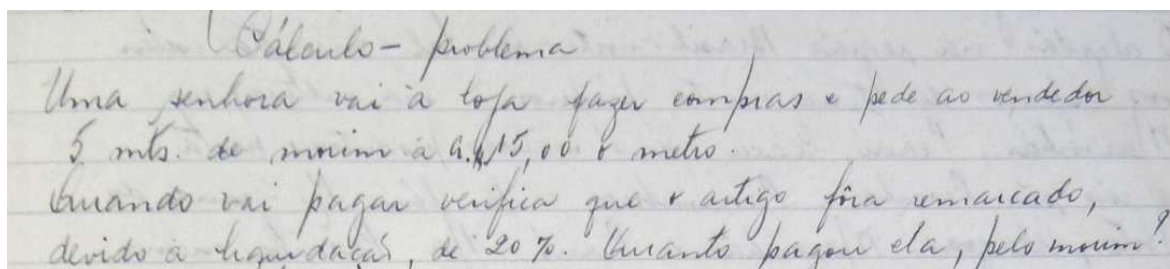 Cálculo - problema
Uma senhora vai à loja fazer compras e pede ao vendedor
5 mts. de morim à Cr$ 15,00 o metro.
Quando vai pagar verifica que o artigo fôra remarcado,
devido à liquidação, de 20%. Quanto pagou ela, pelo morim?